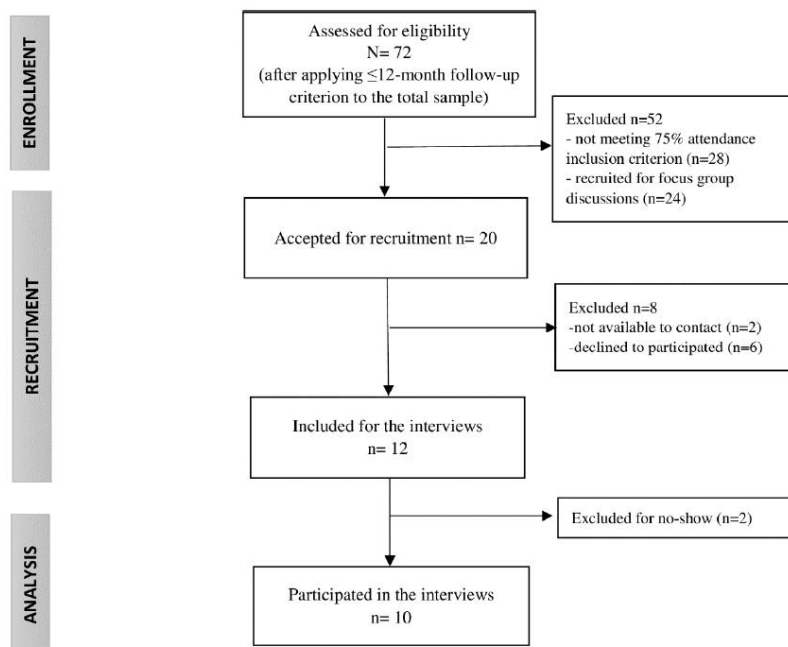 ENROLLMENT
Assessed for eligibility
N= 72
(after applying ≤12-month follow-up
criterion to the total sample)
Excluded n=52
- not meeting 75% attendance
inclusion criterion (n=28)
- recruited for focus group
discussions (n=24)
RECRUITMENT
Accepted for recruitment n= 20
Excluded n=8
-not available to contact (n=2)
-declined to participated (n=6)
Included for the interviews
n= 12
ANALYSIS
Excluded for no-show (n=2)
Participated in the interviews
n= 10